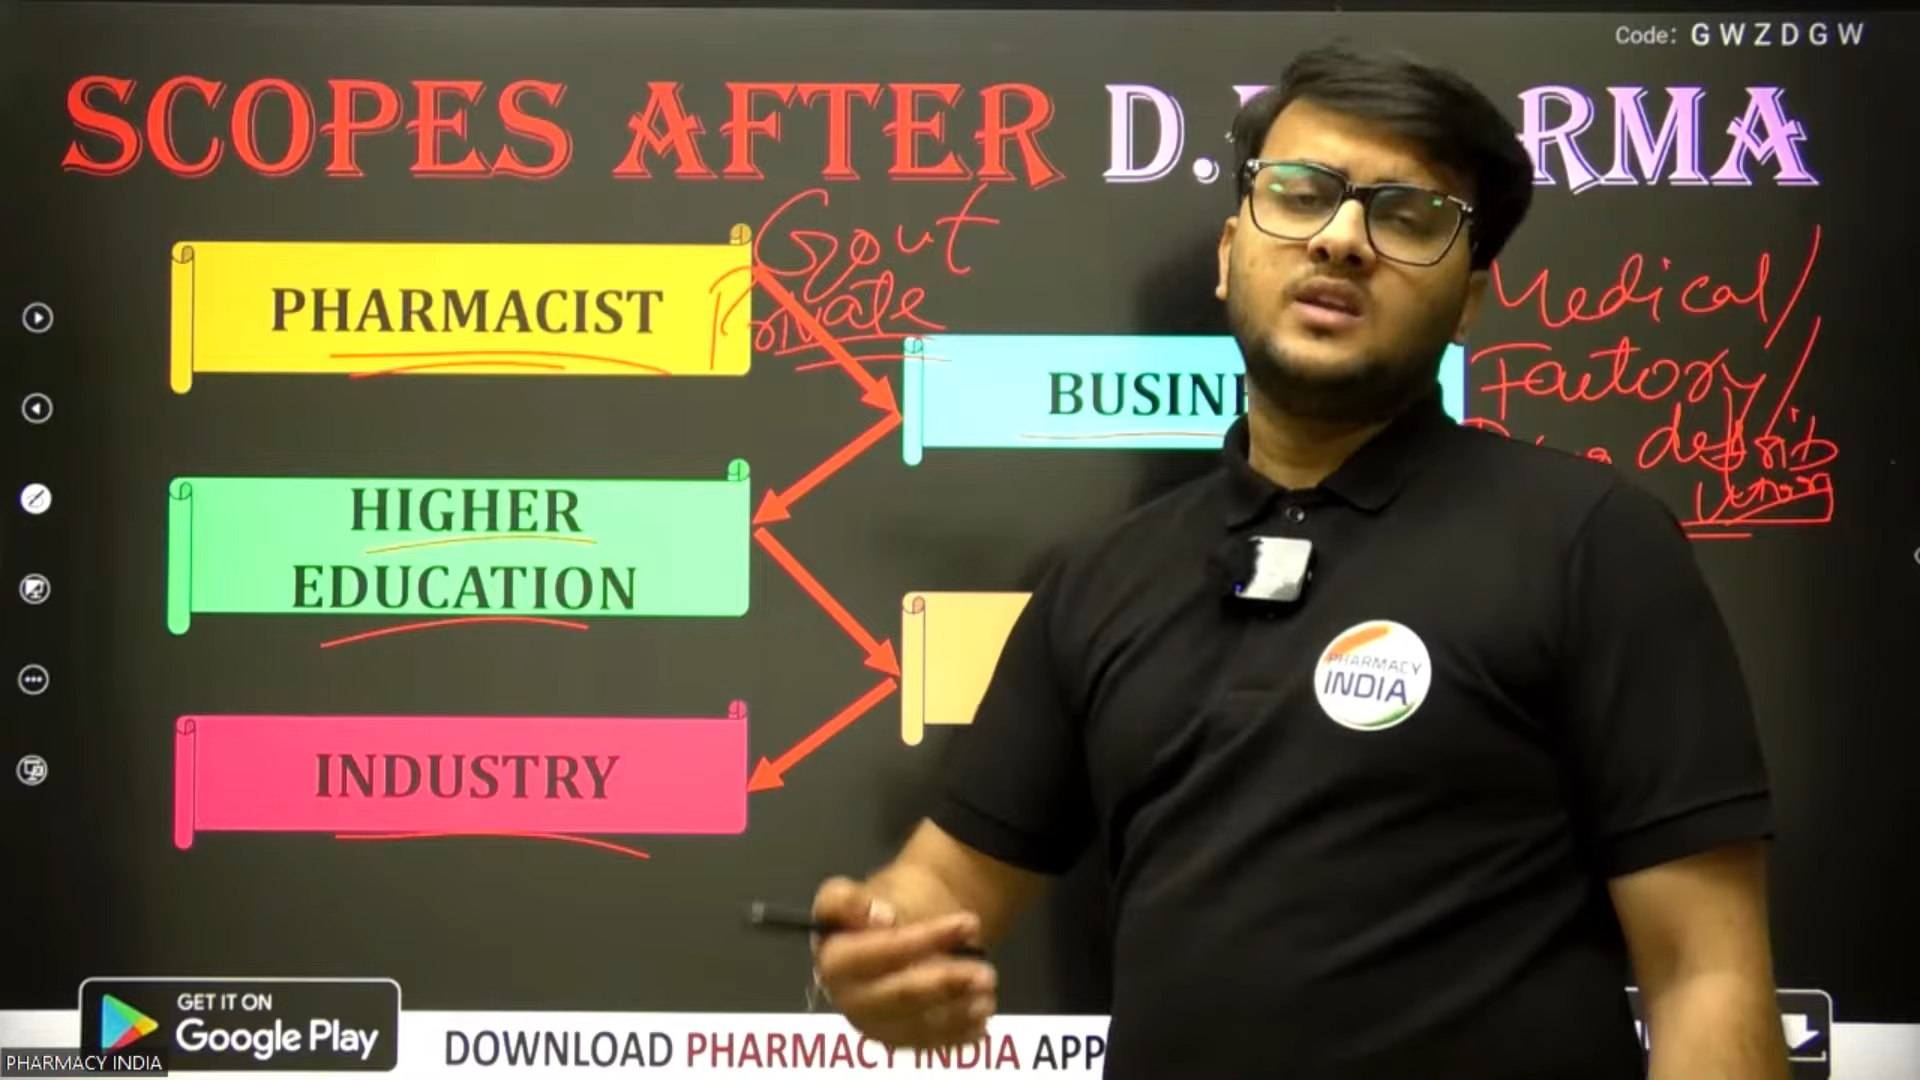 Code: GWZDGW
SCOPES AFTER D. RMA
Govt
Private
PHARMACIST
Medical/
Factory/
BUSINE
HIGHER
EDUCATION
PHARMACY
INDIA
INDUSTRY
GET IT ON
Google Play
DOWNLOAD PHARMACY INDIA APP
PHARMACY INDIA